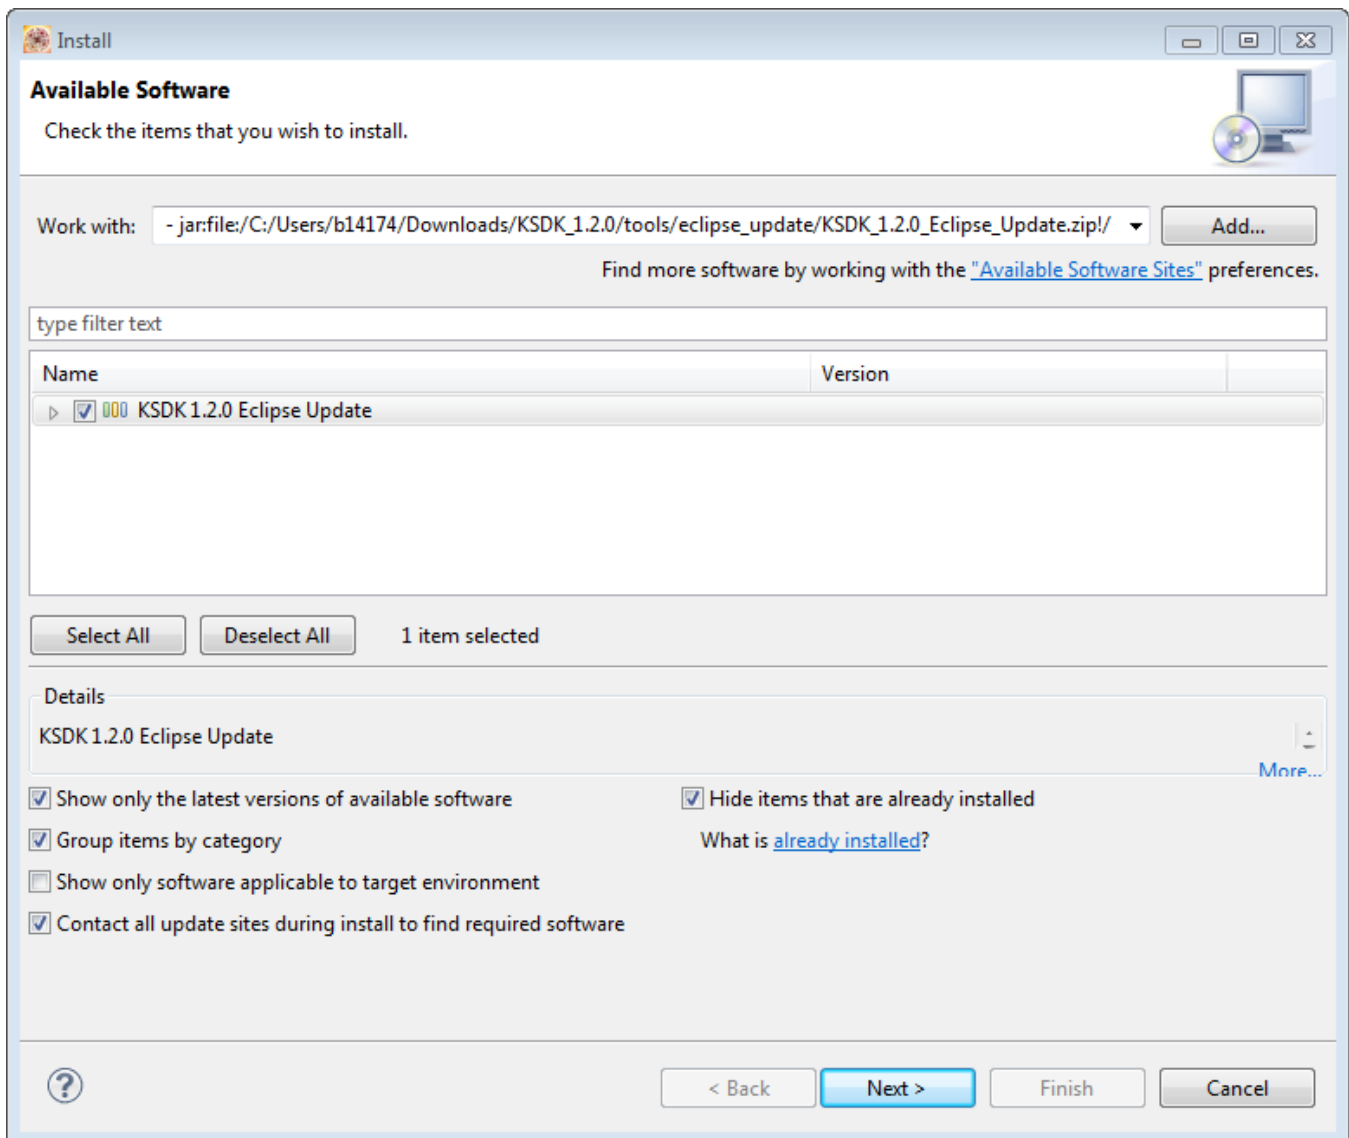 Install
Available Software
Check the items that you wish to install.
Work with: - jar:file:/C:/Users/b14174/Downloads/KSDK_1.2.0/tools/eclipse_update/KSDK_1.2.0_Eclipse_Update.zip!/ Add...
Find more software by working with the "Available Software Sites" preferences.
type filter text
Name Version
KSDK 1.2.0 Eclipse Update
Select All Deselect All 1 item selected
Details
KSDK 1.2.0 Eclipse Update
More...
Show only the latest versions of available software Hide items that are already installed
Group items by category What is already installed?
Show only software applicable to target environment
Contact all update sites during install to find required software
? < Back Next > Finish Cancel